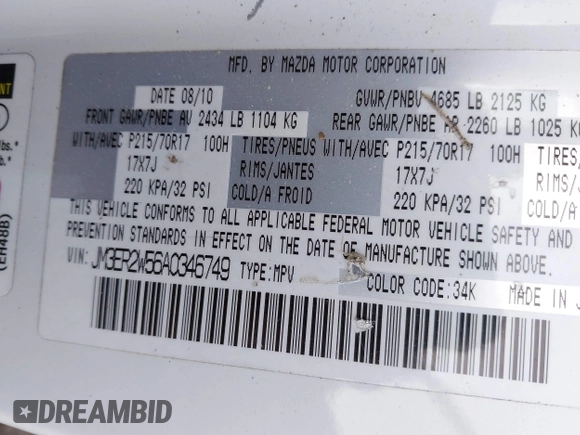 MFD. BY MAZDA MOTOR CORPORATION
DATE 08/10 GVWR/PNBV 4685 LB 2125 KG
FRONT GAWR/PNBE AV 2434 LB 1104 KG REAR GAWR/PNBE AR 2260 LB 1025 KG
WITH/AVEC P215/70R17 100H TIRES/PNEUS WITH/AVEC P215/70R17 100H TIRES/
17X7J RIMS/JANTES 17X7J RIMS/
220 KPA/32 PSI COLD/A FROID 220 KPA/32 PSI COLD/A
THIS VEHICLE CONFORMS TO ALL APPLICABLE FEDERAL MOTOR VEHICLE SAFETY AND
PREVENTION STANDARDS IN EFFECT ON THE DATE OF MANUFACTURE SHOWN ABOVE.
VIN: JM3ER2W56A0346749 TYPE:MPV COLOR CODE:34K MADE IN
(EH48B)
lbs.*
DREAMBID